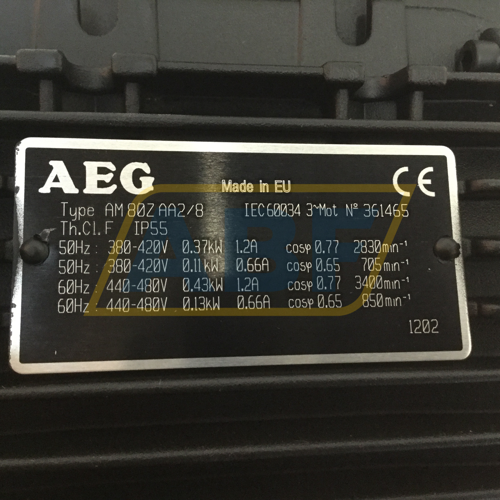 AEG Made in EU CE
Type AM 80Z AA2/8 IEC60034 3~Mot Nº 361465
Th.Cl.F IP55
50Hz: 380-420V 0.37kW 1.2A cosφ 0.77 2830min⁻¹
50Hz: 380-420V 0.11kW 0.66A cosφ 0.65 705min⁻¹
60Hz: 440-480V 0.43kW 1.2A cosφ 0.77 3400min⁻¹
60Hz: 440-480V 0.13kW 0.66A cosφ 0.65 850min⁻¹
1202
ABF